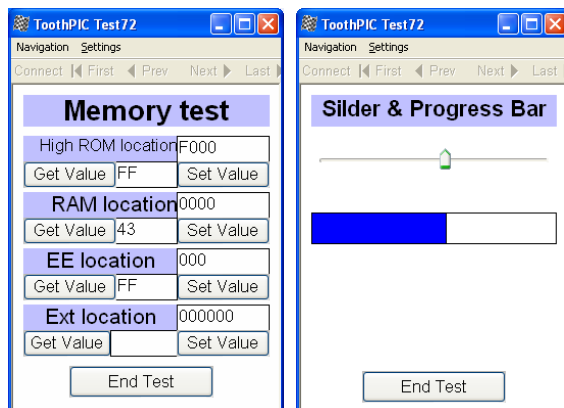 ToothPIC Test72
Navigation Settings
Connect First Prev Next Last
Memory test
High ROM location F000
Get Value FF Set Value
RAM location 0000
Get Value 43 Set Value
EE location 000
Get Value FF Set Value
Ext location 000000
Get Value Set Value
End Test
ToothPIC Test72
Navigation Settings
Connect First Prev Next Last
Silder & Progress Bar
End Test